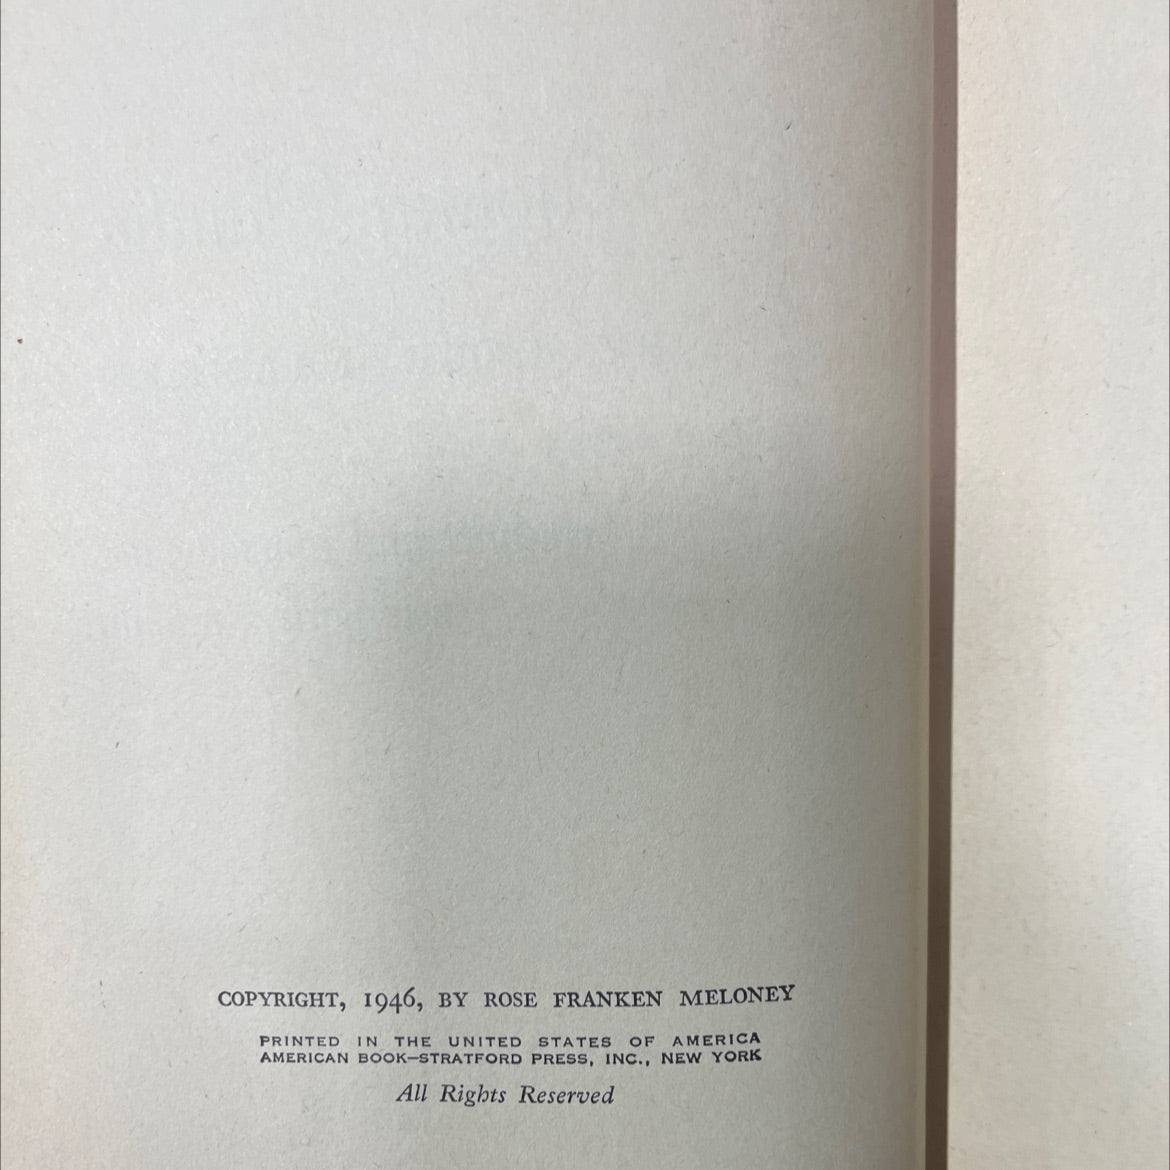 COPYRIGHT, 1946, BY ROSE FRANKEN MELONEY
PRINTED IN THE UNITED STATES OF AMERICA
AMERICAN BOOK–STRATFORD PRESS, INC., NEW YORK
All Rights Reserved